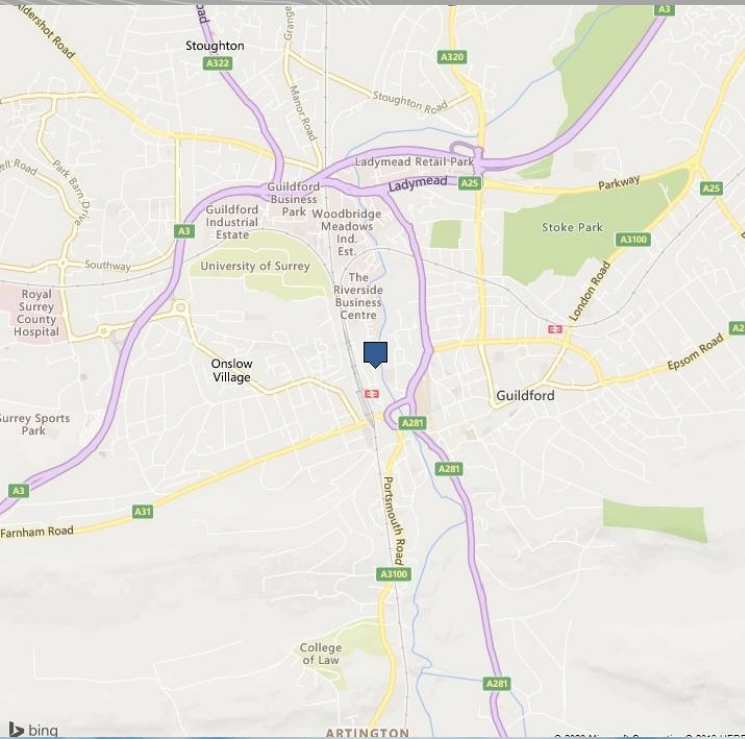 Aldershot Road
oad
Grange
A3
Stoughton
A322
A320
Manor Road
Stoughton Road
ell Road
Park Barn Drive
Ladymead Retail Park
Ladymead
A25
Parkway
A25
Guildford
Business
Park
Guildford
Industrial
Estate
Woodbridge
Meadows
Ind.
Est.
A3
Stoke Park
A3100
Southway
University of Surrey
The
Riverside
Business
Centre
London Road
Royal
Surrey
County
Hospital
A2
Epsom Road
Onslow
Village
Guildford
Surrey Sports
Park
A281
A281
A3
A31
Farnham Road
Portsmouth Road
A3100
College
of Law
A281
ARTINGTON
bing